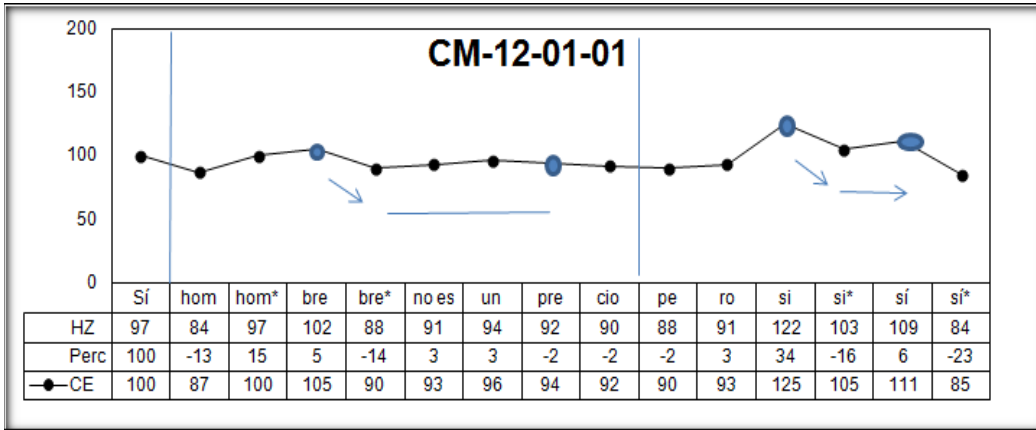 200
CM-12-01-01
150
100
50
0
Sí hom hom* bre bre* no es un pre cio pe ro si si* sí sí*
HZ 97 84 97 102 88 91 94 92 90 88 91 122 103 109 84
Perc 100 -13 15 5 -14 3 3 -2 -2 -2 3 34 -16 6 -23
CE 100 87 100 105 90 93 96 94 92 90 93 125 105 111 85